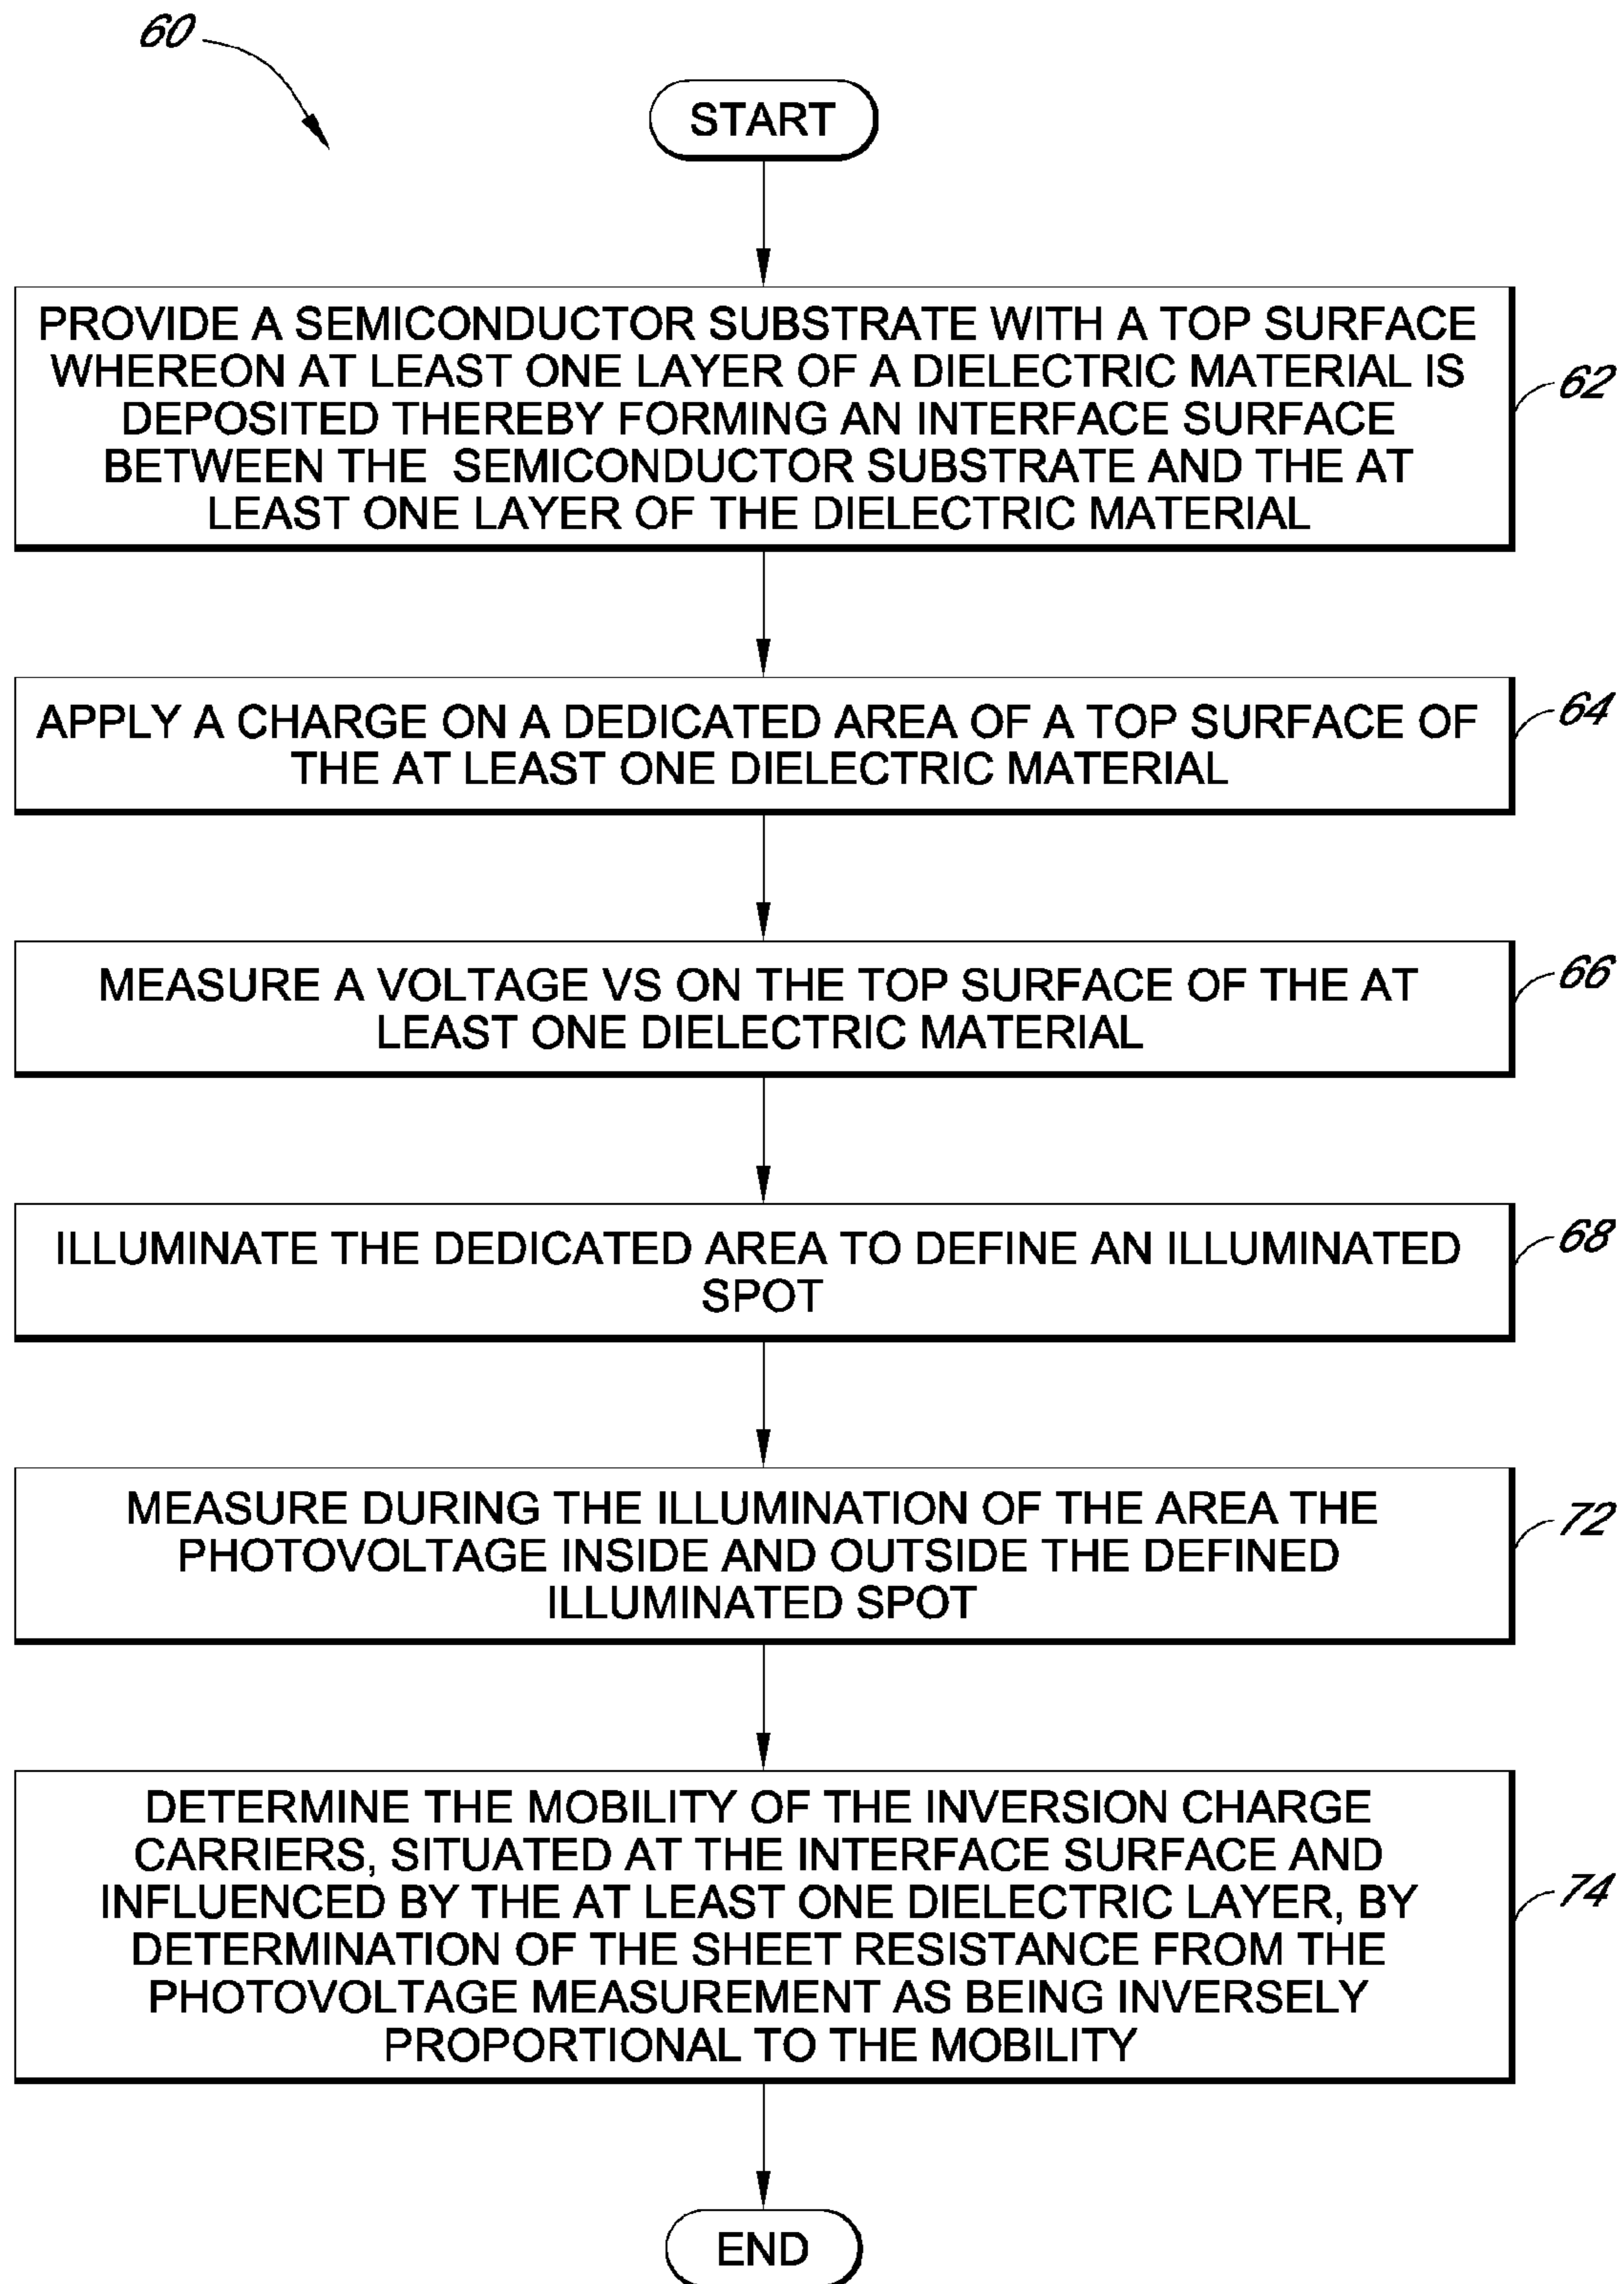 60
START
PROVIDE A SEMICONDUCTOR SUBSTRATE WITH A TOP SURFACE
WHEREON AT LEAST ONE LAYER OF A DIELECTRIC MATERIAL IS
DEPOSITED THEREBY FORMING AN INTERFACE SURFACE
BETWEEN THE SEMICONDUCTOR SUBSTRATE AND THE AT
LEAST ONE LAYER OF THE DIELECTRIC MATERIAL
62
APPLY A CHARGE ON A DEDICATED AREA OF A TOP SURFACE OF
THE AT LEAST ONE DIELECTRIC MATERIAL
64
MEASURE A VOLTAGE VS ON THE TOP SURFACE OF THE AT
LEAST ONE DIELECTRIC MATERIAL
66
ILLUMINATE THE DEDICATED AREA TO DEFINE AN ILLUMINATED
SPOT
68
MEASURE DURING THE ILLUMINATION OF THE AREA THE
PHOTOVOLTAGE INSIDE AND OUTSIDE THE DEFINED
ILLUMINATED SPOT
72
DETERMINE THE MOBILITY OF THE INVERSION CHARGE
CARRIERS, SITUATED AT THE INTERFACE SURFACE AND
INFLUENCED BY THE AT LEAST ONE DIELECTRIC LAYER, BY
DETERMINATION OF THE SHEET RESISTANCE FROM THE
PHOTOVOLTAGE MEASUREMENT AS BEING INVERSELY
PROPORTIONAL TO THE MOBILITY
74
END